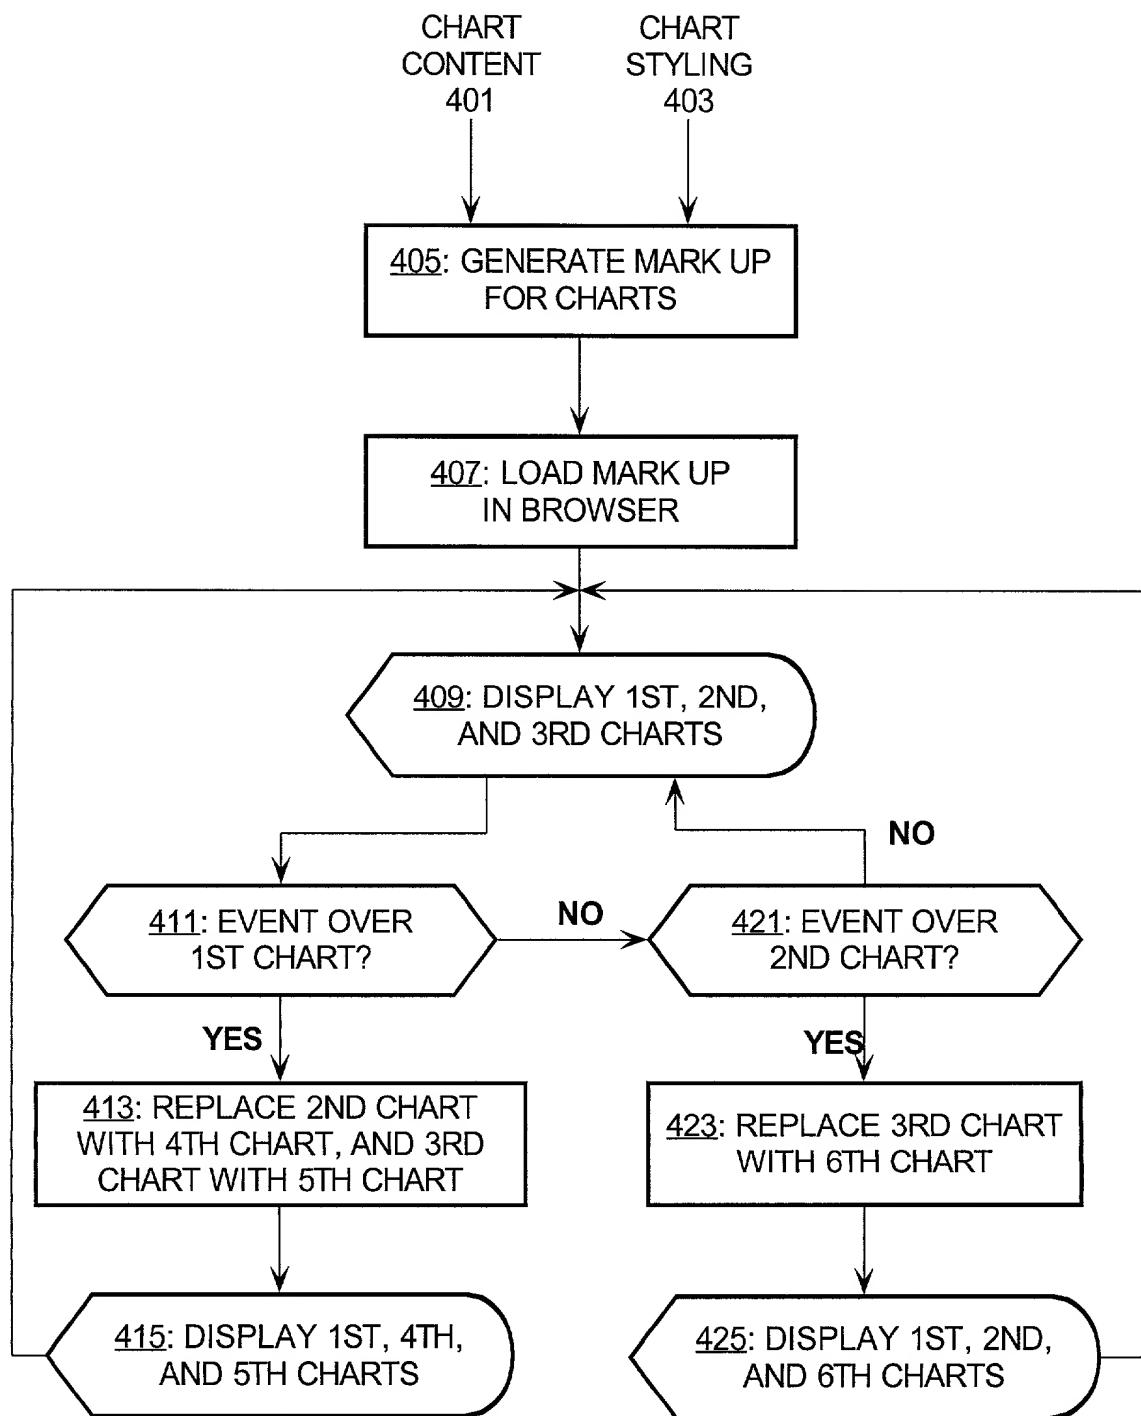 CHART
CONTENT
401
CHART
STYLING
403
405: GENERATE MARK UP
FOR CHARTS
407: LOAD MARK UP
IN BROWSER
409: DISPLAY 1ST, 2ND,
AND 3RD CHARTS
NO
411: EVENT OVER
1ST CHART?
NO
421: EVENT OVER
2ND CHART?
YES
YES
413: REPLACE 2ND CHART
WITH 4TH CHART, AND 3RD
CHART WITH 5TH CHART
423: REPLACE 3RD CHART
WITH 6TH CHART
415: DISPLAY 1ST, 4TH,
AND 5TH CHARTS
425: DISPLAY 1ST, 2ND,
AND 6TH CHARTS